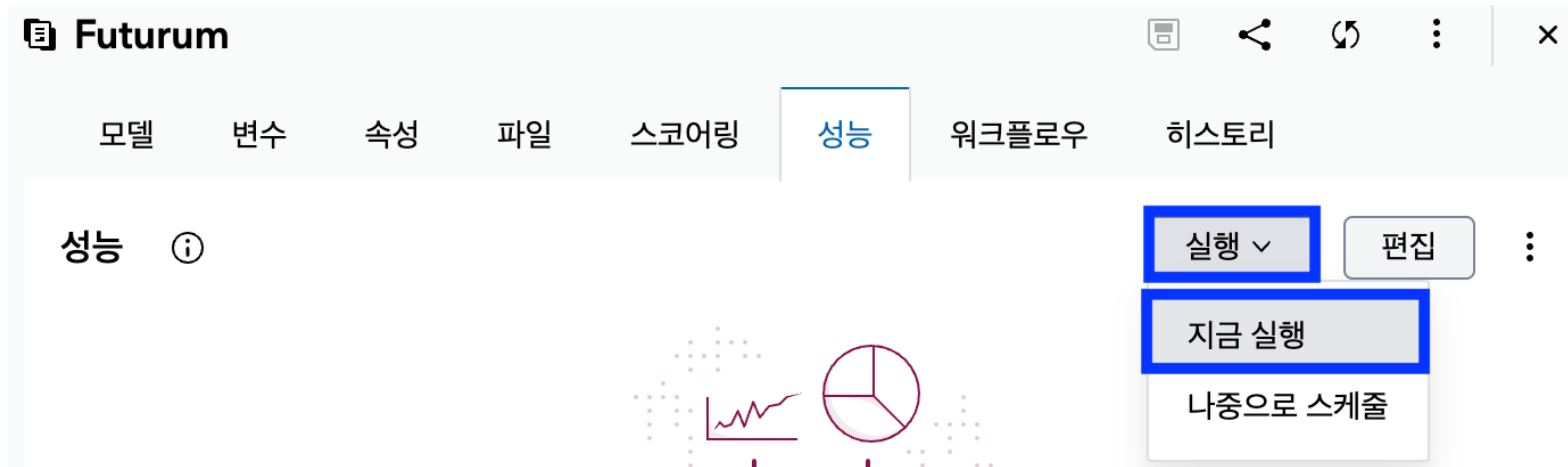 Futurum
모델 변수 속성 파일 스코어링 성능 워크플로우 히스토리
성능 실행 편집
지금 실행
나중으로 스케줄